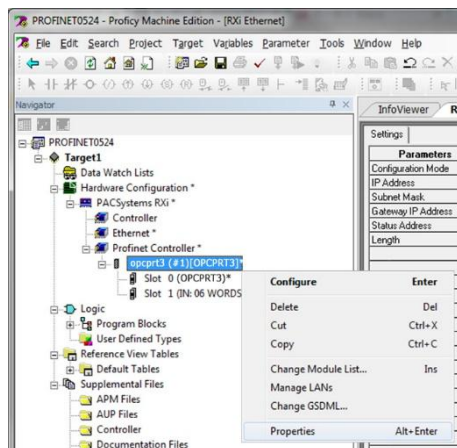 PROFINET0524 - Proficy Machine Edition - [RXi Ethernet]
File Edit Search Project Target Variables Parameter Tools Window Help
Navigator
InfoViewer
Settings
Parameters
Configuration Mode
IP Address
Subnet Mask
Gateway IP Address
Status Address
Length
PROFINET0524
Target1
Data Watch Lists
Hardware Configuration *
PACSystems RXi *
Controller
Ethernet *
Profinet Controller *
opcprt3 (#1)[OPCPRT3]*
Slot 0 (OPCPRT3)*
Slot 1 (IN: 06 WORDS
Logic
Program Blocks
User Defined Types
Reference View Tables
Default Tables
Supplemental Files
APM Files
AUP Files
Controller
Documentation Files
Configure Enter
Delete Del
Cut Ctrl+X
Copy Ctrl+C
Change Module List... Ins
Manage LANs
Change GSDML...
Properties Alt+Enter